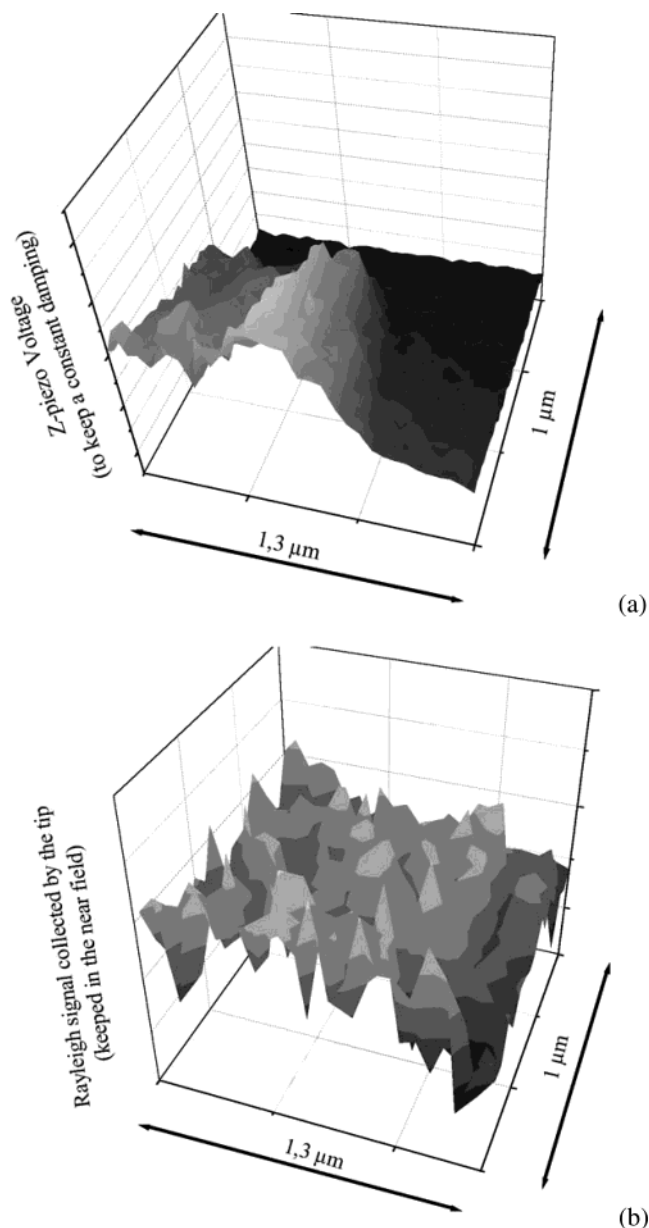 Z-piezo Voltage
(to keep a constant damping)
1 µm
1,3 µm
(a)
Rayleigh signal collected by the tip
(keeped in the near field)
1 µm
1,3 µm
(b)